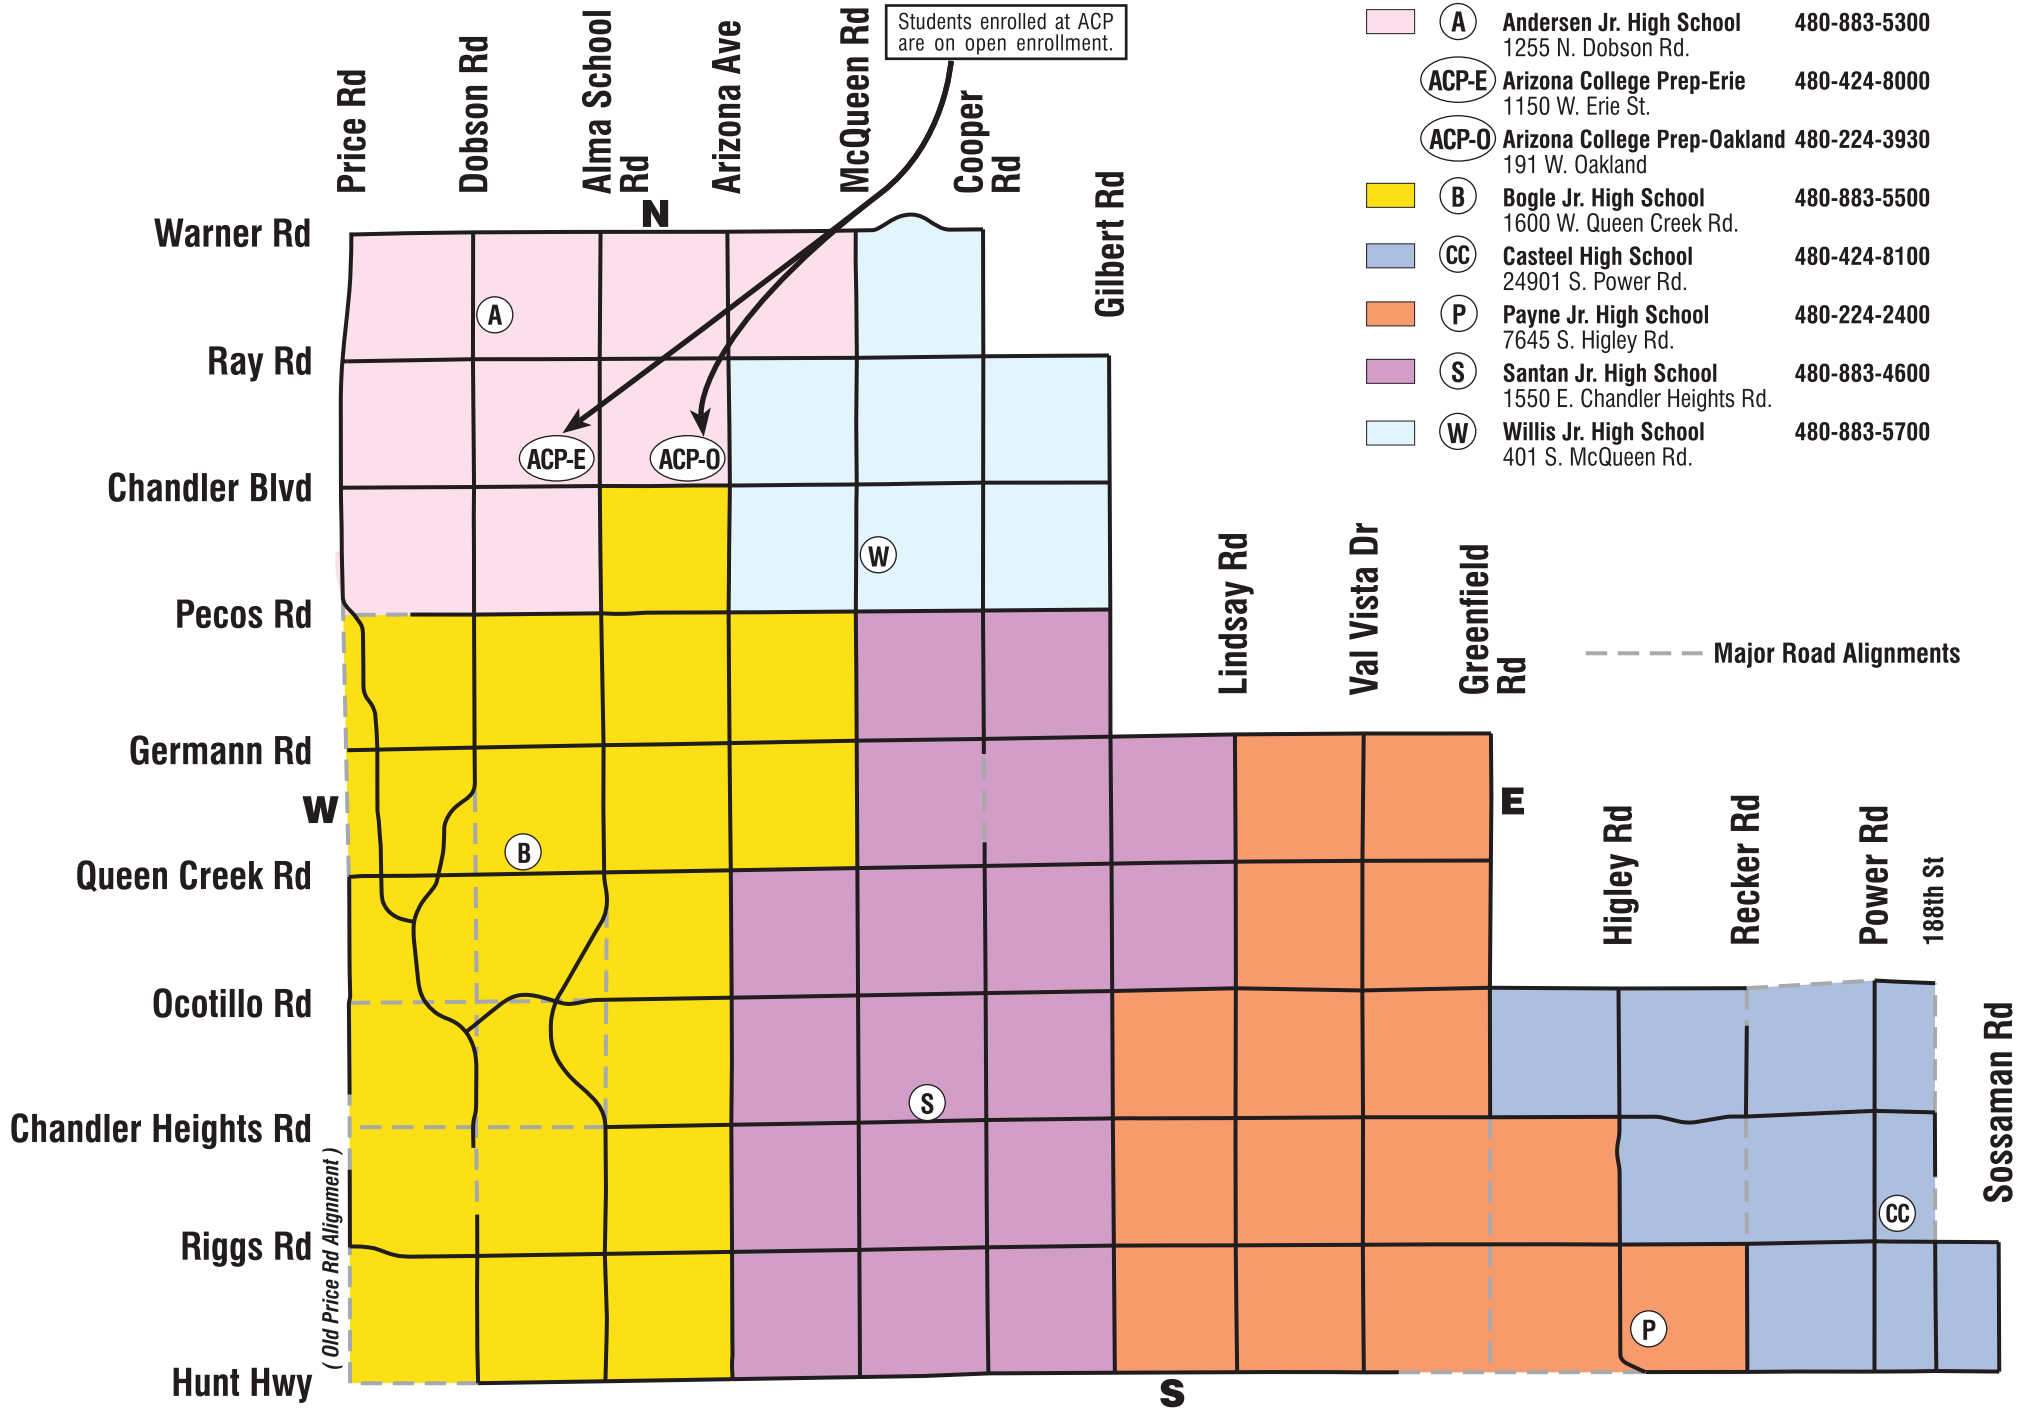 Students enrolled at ACP
are on open enrollment.
Price Rd
Dobson Rd
Alma School
Rd
Arizona Ave
McQueen Rd
Cooper
Rd
Gilbert Rd
A Andersen Jr. High School 480-883-5300
1255 N. Dobson Rd.
ACP-E Arizona College Prep-Erie 480-424-8000
1150 W. Erie St.
ACP-O Arizona College Prep-Oakland 480-224-3930
191 W. Oakland
B Bogle Jr. High School 480-883-5500
1600 W. Queen Creek Rd.
CC Casteel High School 480-424-8100
24901 S. Power Rd.
P Payne Jr. High School 480-224-2400
7645 S. Higley Rd.
S Santan Jr. High School 480-883-4600
1550 E. Chandler Heights Rd.
W Willis Jr. High School 480-883-5700
401 S. McQueen Rd.
N
Warner Rd
A
Ray Rd
ACP-E
ACP-O
Chandler Blvd
W
Pecos Rd
Lindsay Rd
Val Vista Dr
Greenfield
Rd
Major Road Alignments
Germann Rd
W
E
B
Queen Creek Rd
Higley Rd
Recker Rd
Power Rd
188th St
Ocotillo Rd
Sossaman Rd
S
Chandler Heights Rd
CC
( Old Price Rd Alignment )
Riggs Rd
P
Hunt Hwy
S